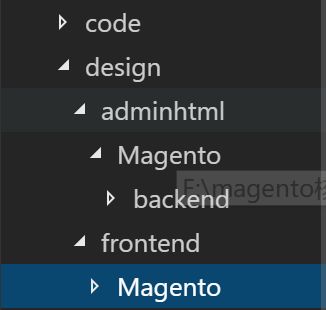 code
design
adminhtml
Magento
backend
E:\magento
frontend
Magento